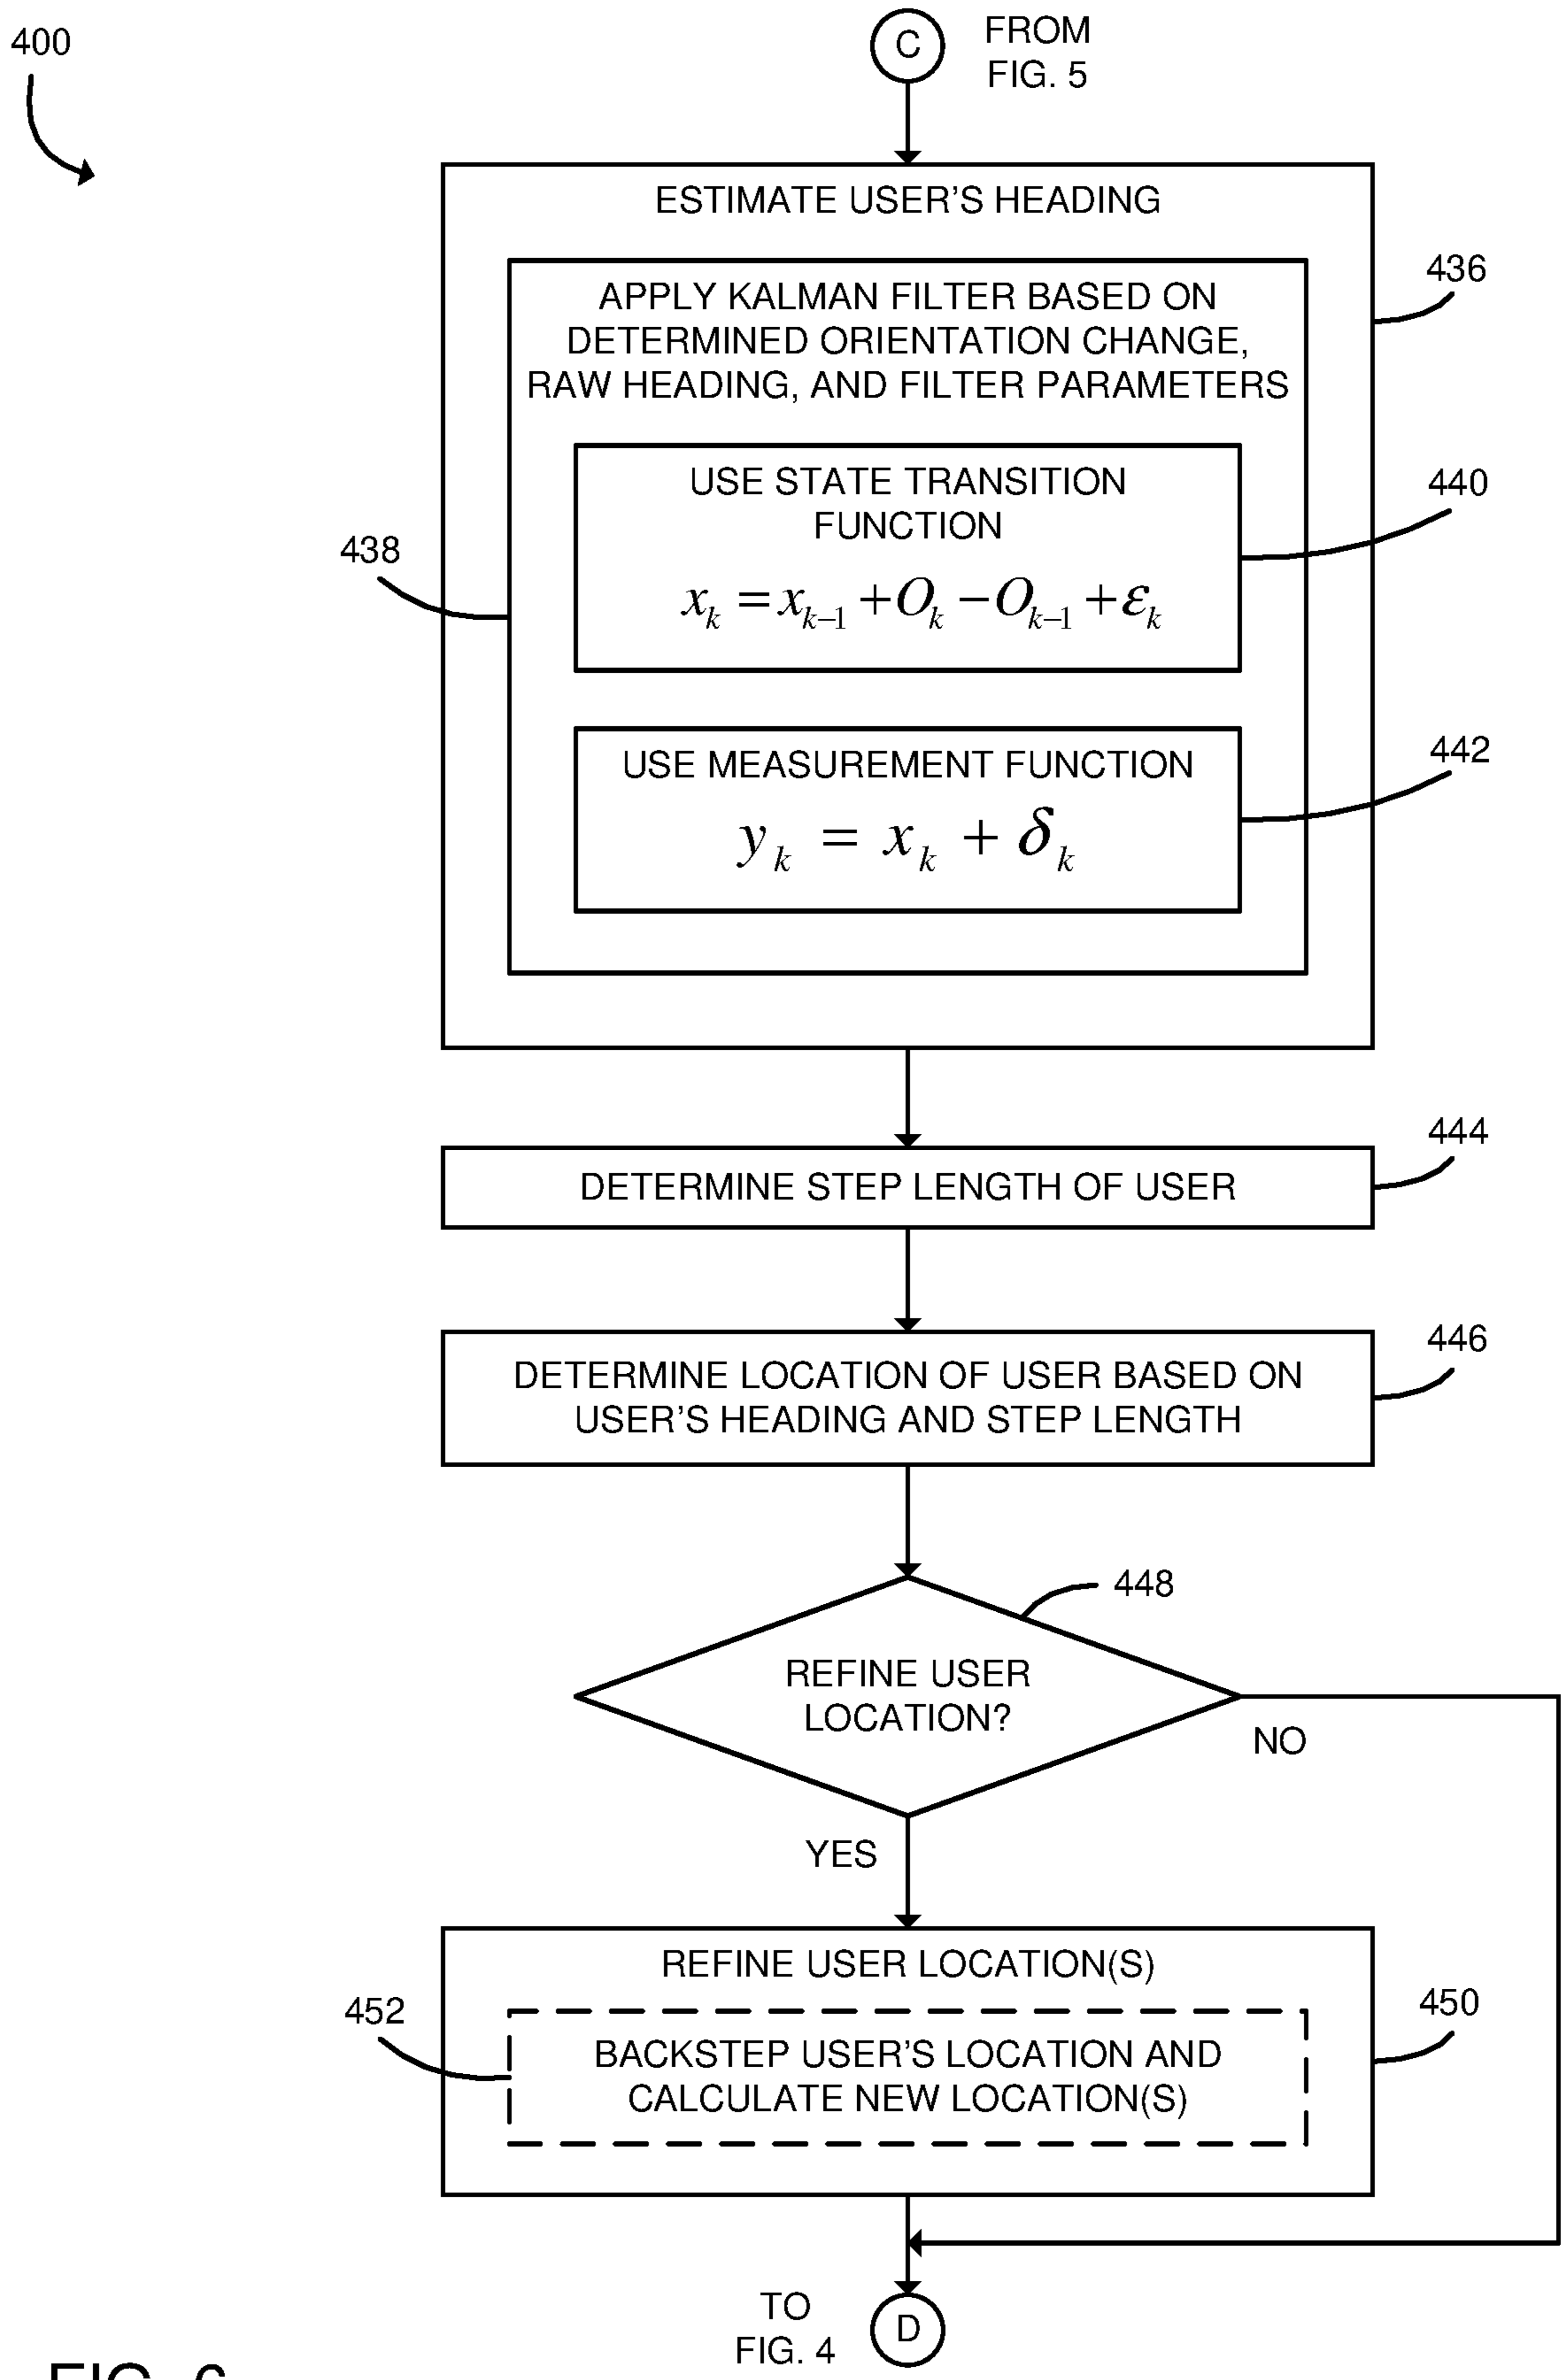 400
C
FROM
FIG. 5
ESTIMATE USER'S HEADING
436
APPLY KALMAN FILTER BASED ON
DETERMINED ORIENTATION CHANGE,
RAW HEADING, AND FILTER PARAMETERS
438
USE STATE TRANSITION
FUNCTION
440
x_k = x_{k-1} + O_k − O_{k-1} + ε_k
USE MEASUREMENT FUNCTION
442
y_k = x_k + δ_k
DETERMINE STEP LENGTH OF USER
444
DETERMINE LOCATION OF USER BASED ON
USER'S HEADING AND STEP LENGTH
446
448
REFINE USER
LOCATION?
NO
YES
REFINE USER LOCATION(S)
450
452
BACKSTEP USER'S LOCATION AND
CALCULATE NEW LOCATION(S)
TO
FIG. 4
D
FIG. 6